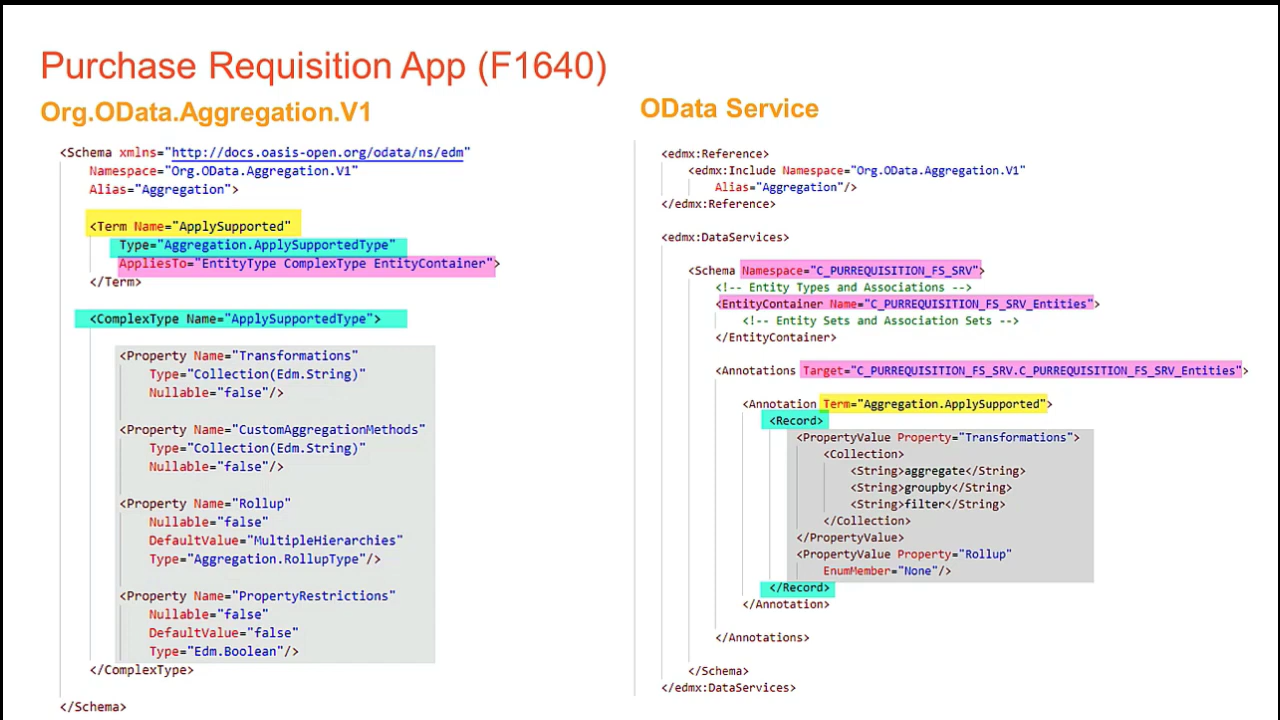 Purchase Requisition App (F1640)
Org.OData.Aggregation.V1
<Schema xmlns="http://docs.oasis-open.org/odata/ns/edm"
Namespace="Org.OData.Aggregation.V1"
Alias="Aggregation">
<Term Name="ApplySupported"
Type="Aggregation.ApplySupportedType"
AppliesTo="EntityType ComplexType EntityContainer">
</Term>
<ComplexType Name="ApplySupportedType">
<Property Name="Transformations"
Type="Collection(Edm.String)"
Nullable="false"/>
<Property Name="CustomAggregationMethods"
Type="Collection(Edm.String)"
Nullable="false"/>
<Property Name="Rollup"
Nullable="false"
DefaultValue="MultipleHierarchies"
Type="Aggregation.RollupType"/>
<Property Name="PropertyRestrictions"
Nullable="false"
DefaultValue="false"
Type="Edm.Boolean"/>
</ComplexType>
</Schema>
OData Service
<edmx:Reference>
<edmx:Include Namespace="Org.OData.Aggregation.V1"
Alias="Aggregation"/>
</edmx:Reference>
<edmx:DataServices>
<Schema Namespace="C_PURREQUISITION_FS_SRV">
<!-- Entity Types and Associations -->
<EntityContainer Name="C_PURREQUISITION_FS_SRV_Entities">
<!-- Entity Sets and Association Sets -->
</EntityContainer>
<Annotations Target="C_PURREQUISITION_FS_SRV.C_PURREQUISITION_FS_SRV_Entities">
<Annotation Term="Aggregation.ApplySupported">
<Record>
<PropertyValue Property="Transformations">
<Collection>
<String>aggregate</String>
<String>groupby</String>
<String>filter</String>
</Collection>
</PropertyValue>
<PropertyValue Property="Rollup"
EnumMember="None"/>
</Record>
</Annotation>
</Annotations>
</Schema>
</edmx:DataServices>